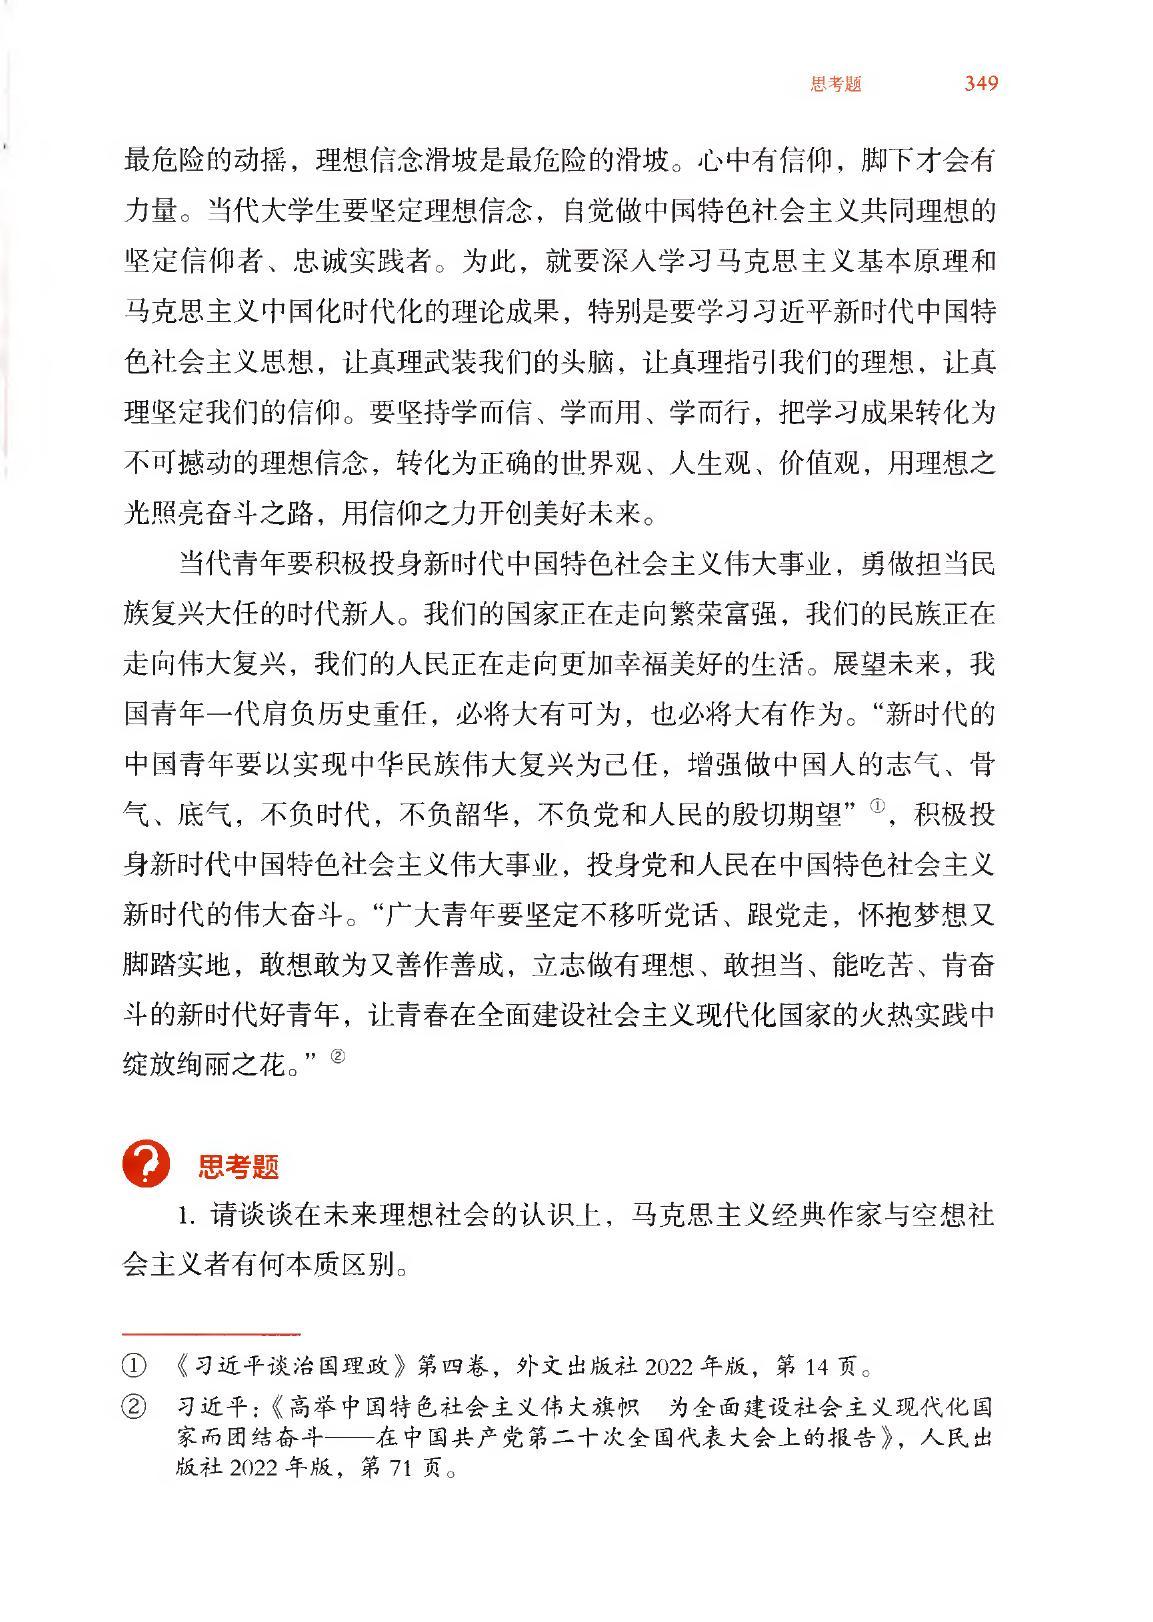 思考题 349
最危险的动摇，理想信念滑坡是最危险的滑坡。心中有信仰，脚下才会有
力量。当代大学生要坚定理想信念，自觉做中国特色社会主义共同理想的
坚定信仰者、忠诚实践者。为此，就要深入学习马克思主义基本原理和
马克思主义中国化时代化的理论成果，特别是要学习习近平新时代中国特
色社会主义思想，让真理武装我们的头脑，让真理指引我们的理想，让真
理坚定我们的信仰。要坚持学而信、学而用、学而行，把学习成果转化为
不可撼动的理想信念，转化为正确的世界观、人生观、价值观，用理想之
光照亮奋斗之路，用信仰之力开创美好未来。
当代青年要积极投身新时代中国特色社会主义伟大事业，勇做担当民
族复兴大任的时代新人。我们的国家正在走向繁荣富强，我们的民族正在
走向伟大复兴，我们的人民正在走向更加幸福美好的生活。展望未来，我
国青年一代肩负历史重任，必将大有可为，也必将大有作为。“新时代的
中国青年要以实现中华民族伟大复兴为己任，增强做中国人的志气、骨
气、底气，不负时代，不负韶华，不负党和人民的殷切期望”①，积极投
身新时代中国特色社会主义伟大事业，投身党和人民在中国特色社会主义
新时代的伟大奋斗。“广大青年要坚定不移听党话、跟党走，怀抱梦想又
脚踏实地，敢想敢为又善作善成，立志做有理想、敢担当、能吃苦、肯奋
斗的新时代好青年，让青春在全面建设社会主义现代化国家的火热实践中
绽放绚丽之花。”②
思考题
1. 请谈谈在未来理想社会的认识上，马克思主义经典作家与空想社
会主义者有何本质区别。
① 《习近平谈治国理政》第四卷，外文出版社 2022 年版，第 14 页。
② 习近平：《高举中国特色社会主义伟大旗帜　为全面建设社会主义现代化国
家而团结奋斗——在中国共产党第二十次全国代表大会上的报告》，人民出
版社 2022 年版，第 71 页。